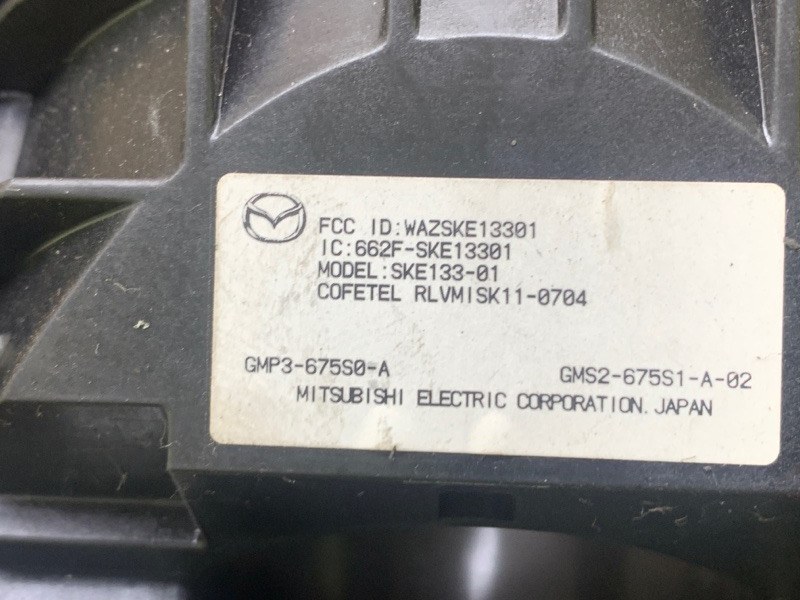 FCC ID:WAZSKE13301
IC:662F-SKE13301
MODEL:SKE133-01
COFETEL RLVMISK11-0704
GMP3-675S0-A
GMS2-675S1-A-02
MITSUBISHI ELECTRIC CORPORATION.JAPAN